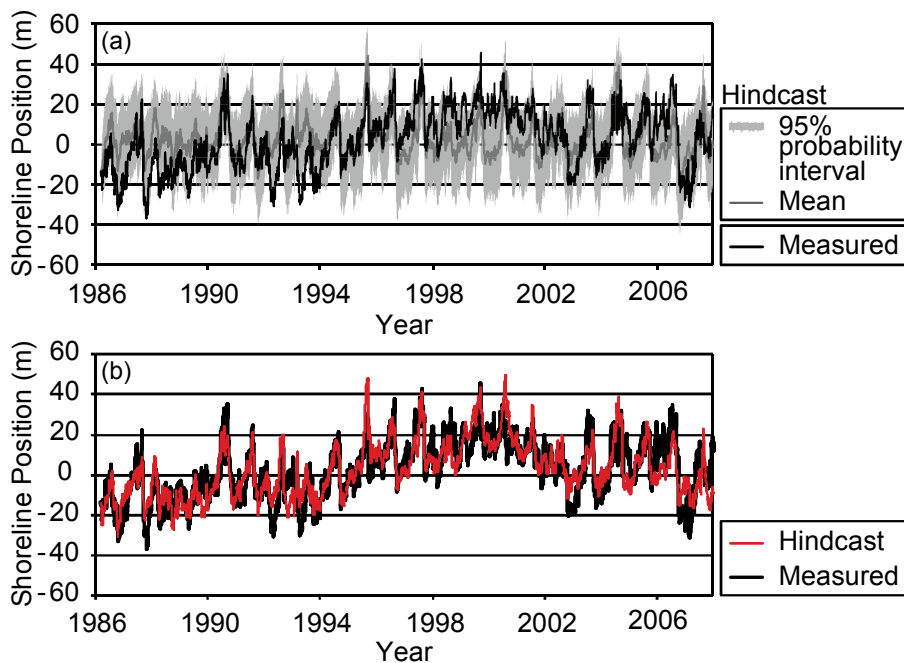 (a)
Shoreline Position (m)
60
40
20
0
-20
-40
-60
1986 1990 1994 1998 2002 2006
Year
Hindcast
95%
probability
interval
Mean
Measured
(b)
Shoreline Position (m)
60
40
20
0
-20
-40
-60
1986 1990 1994 1998 2002 2006
Year
Hindcast
Measured